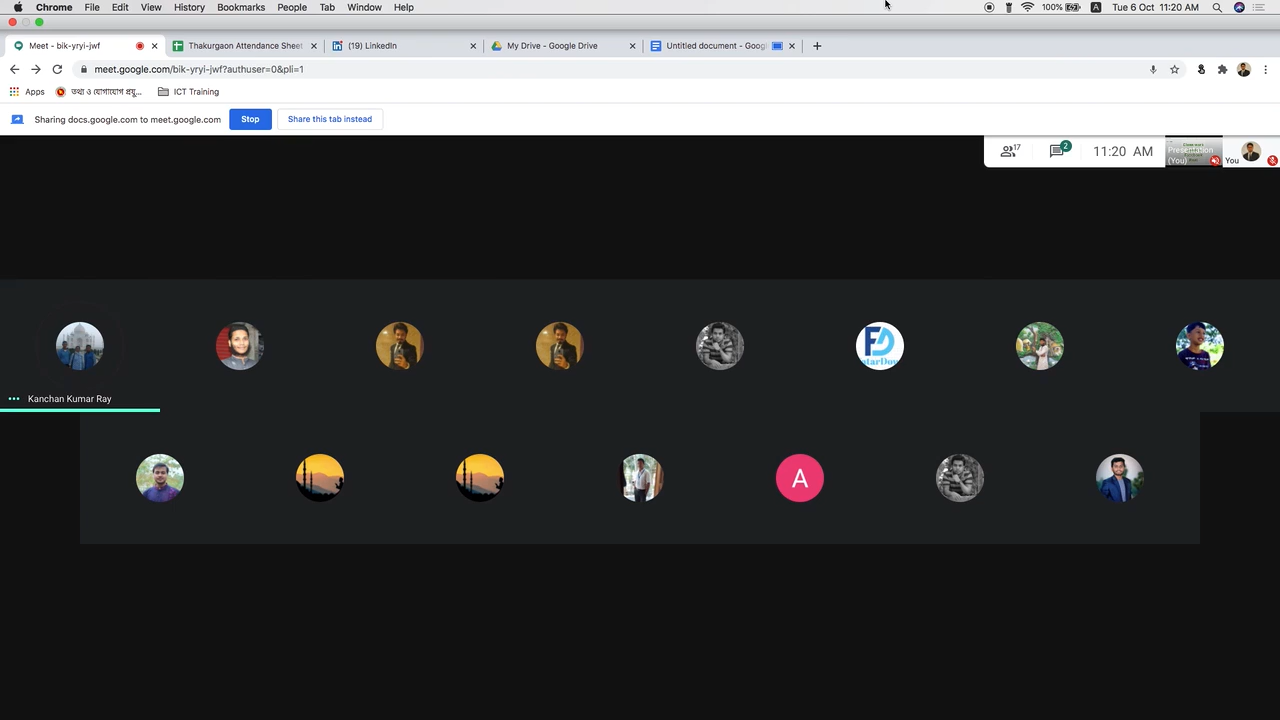 Chrome File Edit View History Bookmarks People Tab Window Help 100% A Tue 6 Oct 11:20 AM
Meet - bik-yryi-jwf Thakurgaon Attendance Sheet (19) LinkedIn My Drive - Google Drive Untitled document - Goog
meet.google.com/bik-yryi-jwf?authuser=0&pli=1
Apps তথ্য ও যোগাযোগ প্রযু... ICT Training
Sharing docs.google.com to meet.google.com Stop Share this tab instead
17 2 11:20 AM Presentation (You) You
Kanchan Kumar Ray
A